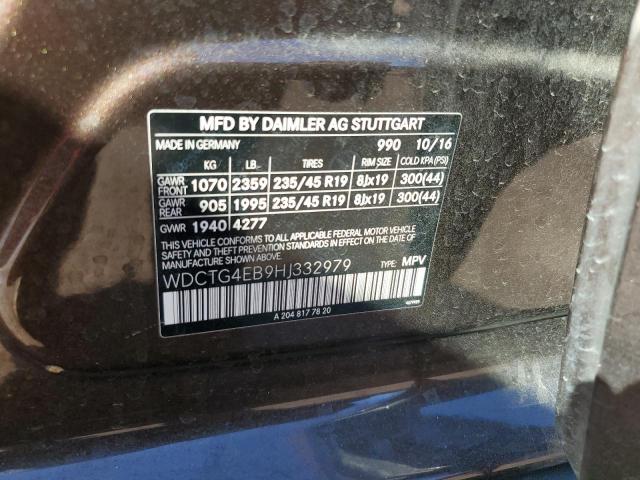 MFD BY DAIMLER AG STUTTGART
MADE IN GERMANY 990 10/16
KG LB. TIRES RIM SIZE COLD KPA (PSI)
GAWR FRONT 1070 2359 235/45 R19 8Jx19 300(44)
GAWR REAR 905 1995 235/45 R19 8Jx19 300(44)
GVWR 1940 4277
THIS VEHICLE CONFORMS TO ALL APPLICABLE FEDERAL MOTOR VEHICLE
SAFETY AND THEFT PREVENTION STANDARDS IN EFFECT ON THE DATE OF
MANUFACTURE SHOWN ABOVE.
WDCTG4EB9HJ332979 TYPE: MPV
A 204 817 78 20